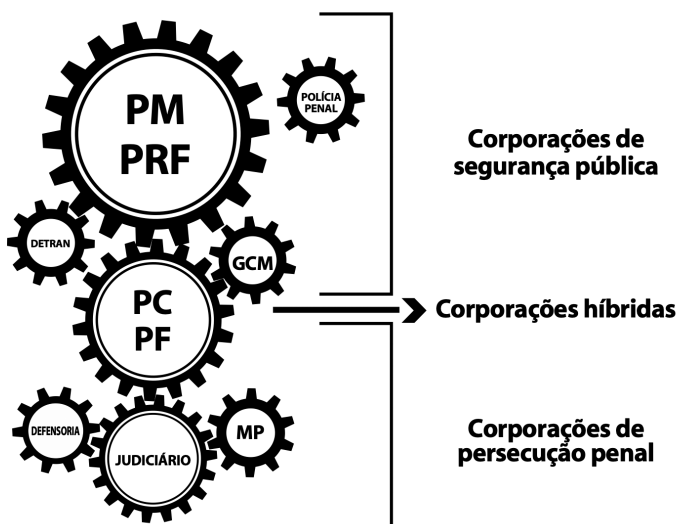 PM
PRF
POLÍCIA
PENAL
Corporações de
segurança pública
DETRAN
GCM
PC
PF
Corporações híbridas
DEFENSORIA
JUDICIÁRIO
MP
Corporações de
persecução penal